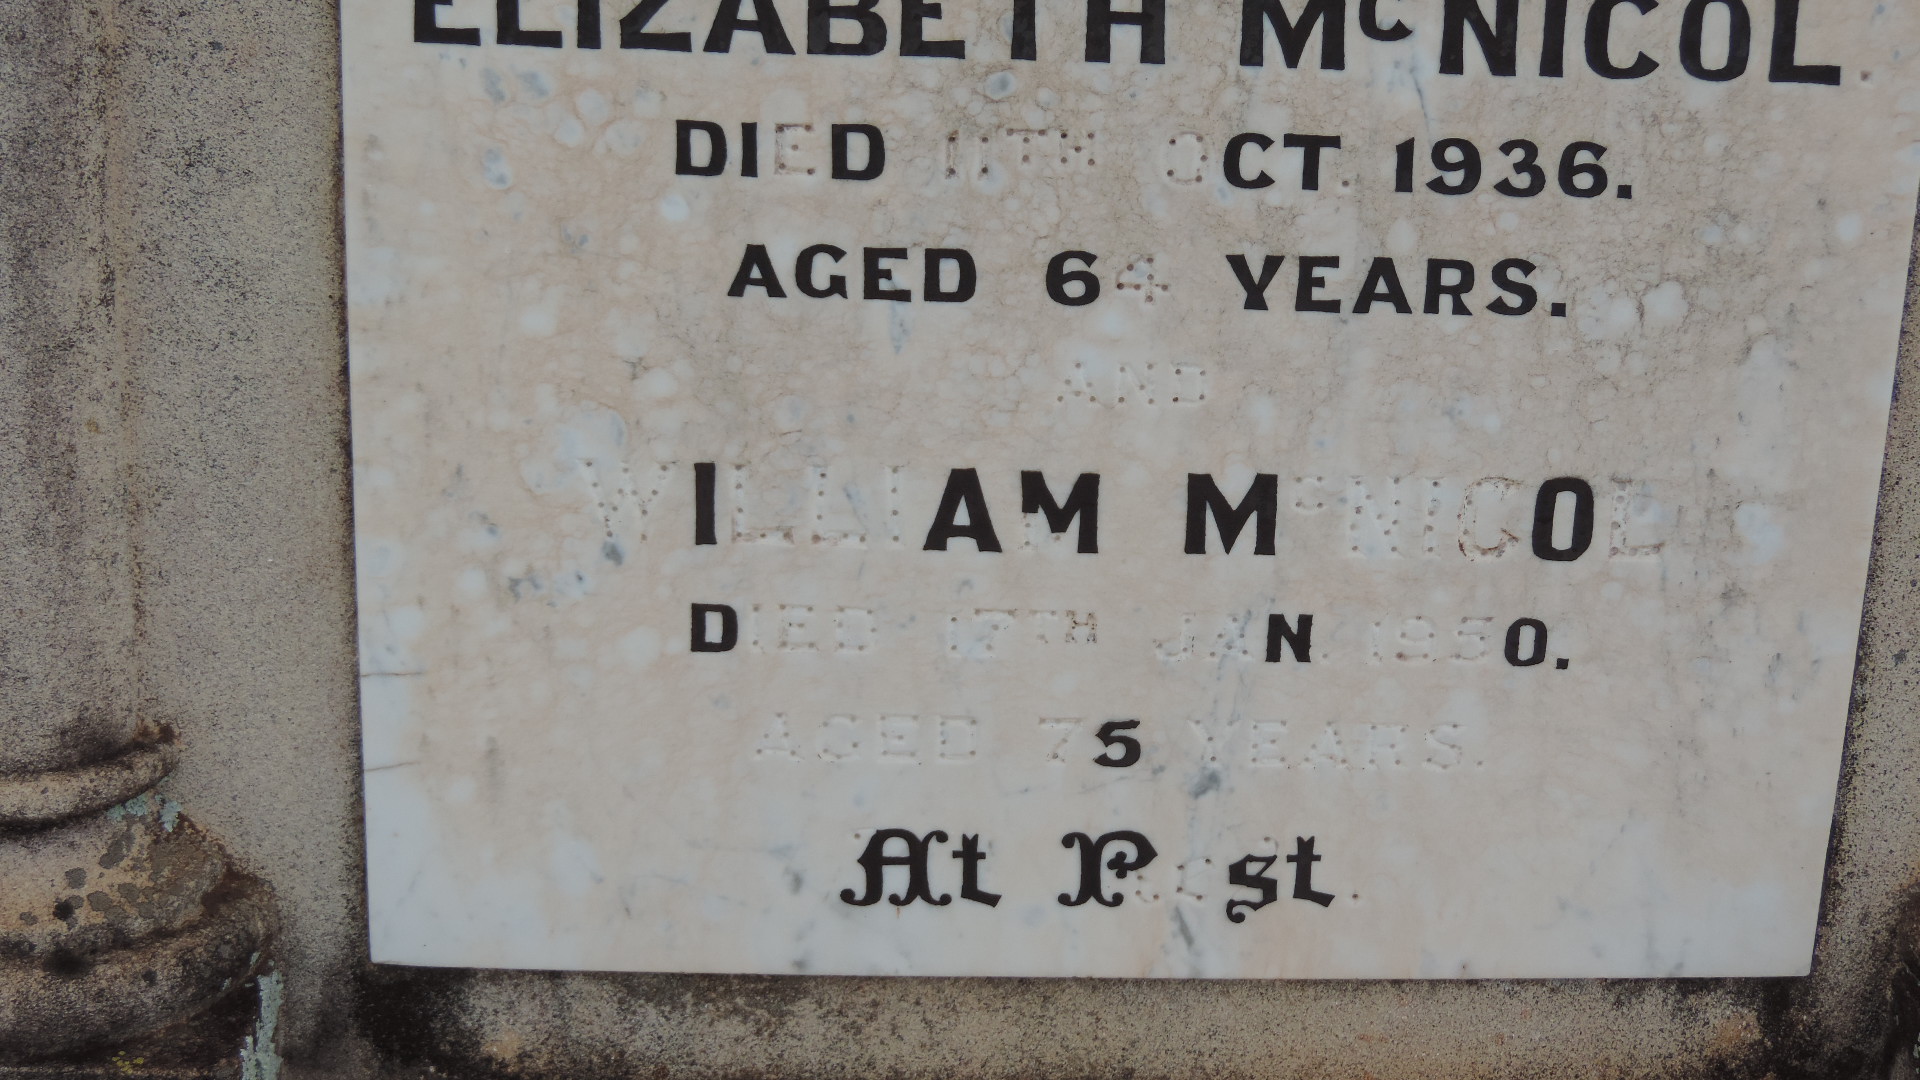 ELIZABETH McNICOL.
DIED 11TH OCT. 1936.
AGED 64 YEARS.
AND
WILLIAM McNICOL
DIED 17TH JAN. 1950.
AGED 75 YEARS.
At Rest.